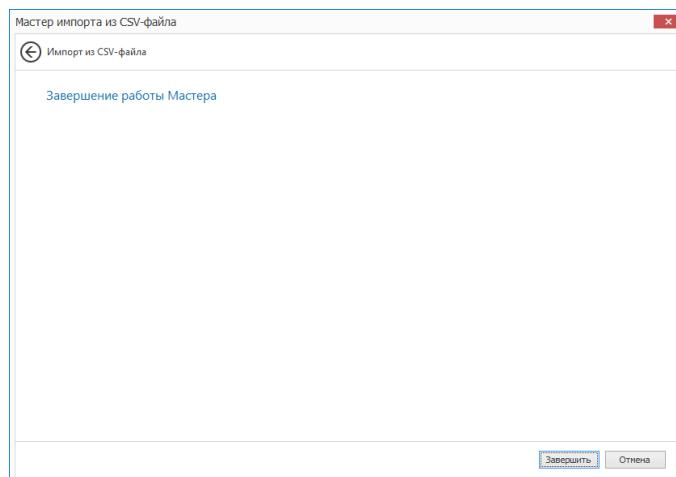 Мастер импорта из CSV-файла
Импорт из CSV-файла
Завершение работы Мастера
Завершить
Отмена